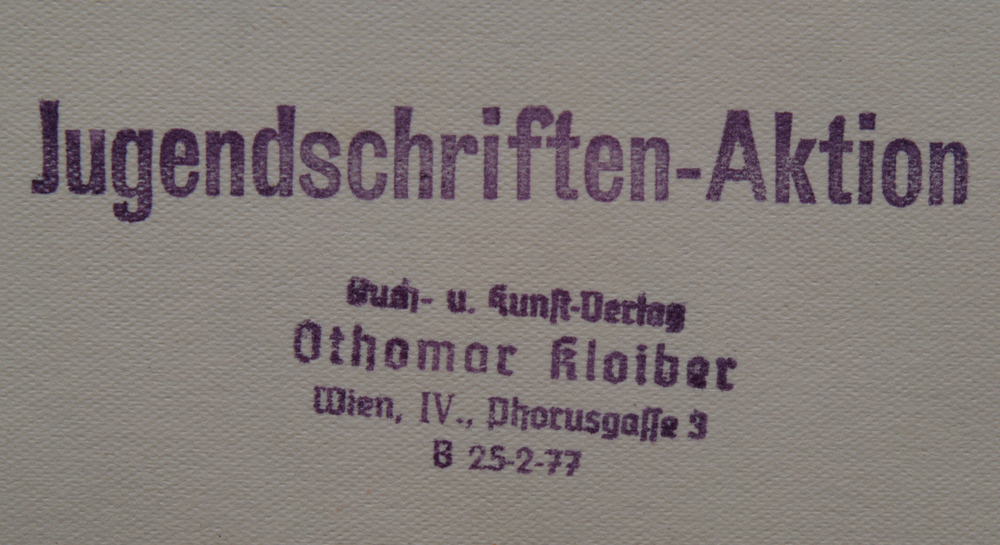 Jugendschriften-Aktion
Buch- u. Kunst-Verlag
Othomar Kloiber
Wien, IV., Phorusgasse 3
B 25-2-77